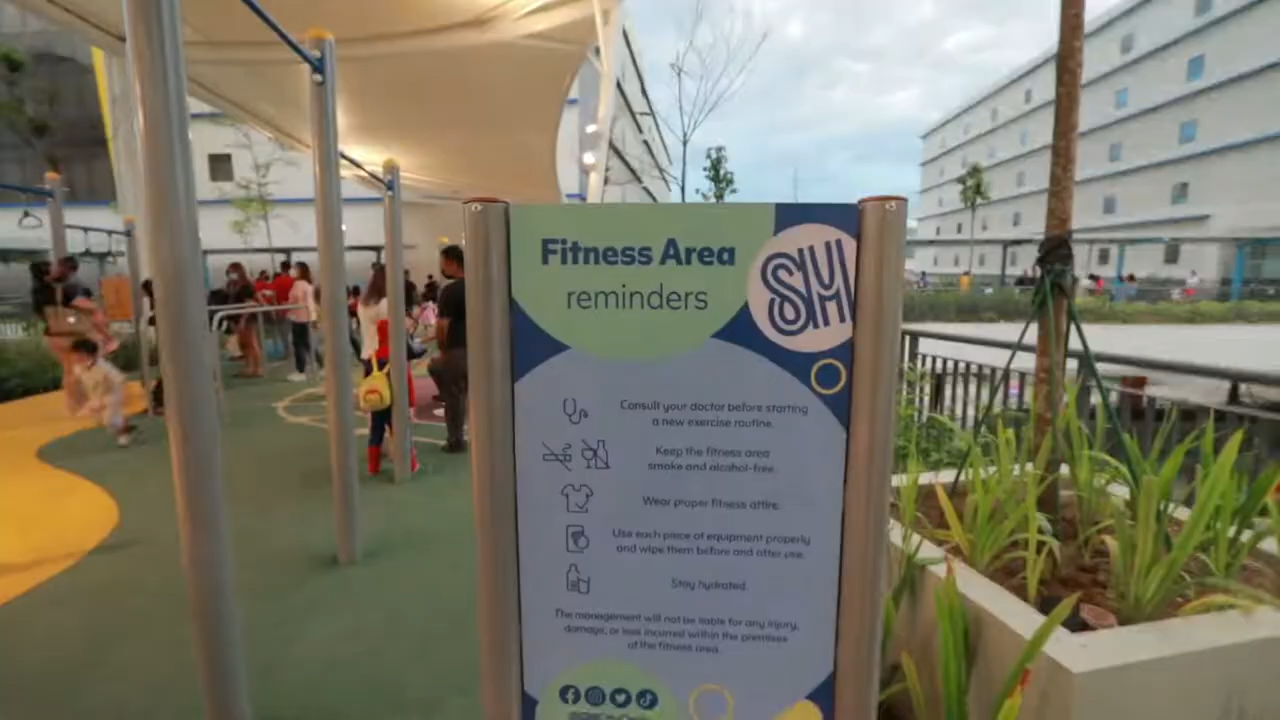 Fitness Area
reminders
SM
Consult your doctor before starting
a new exercise routine.
Keep the fitness area
smoke and alcohol-free.
Wear proper fitness attire.
Use each piece of equipment properly
and wipe them before and after use.
Stay hydrated.
The management will not be liable for any injury,
damage, or loss incurred within the premises
of the fitness area.